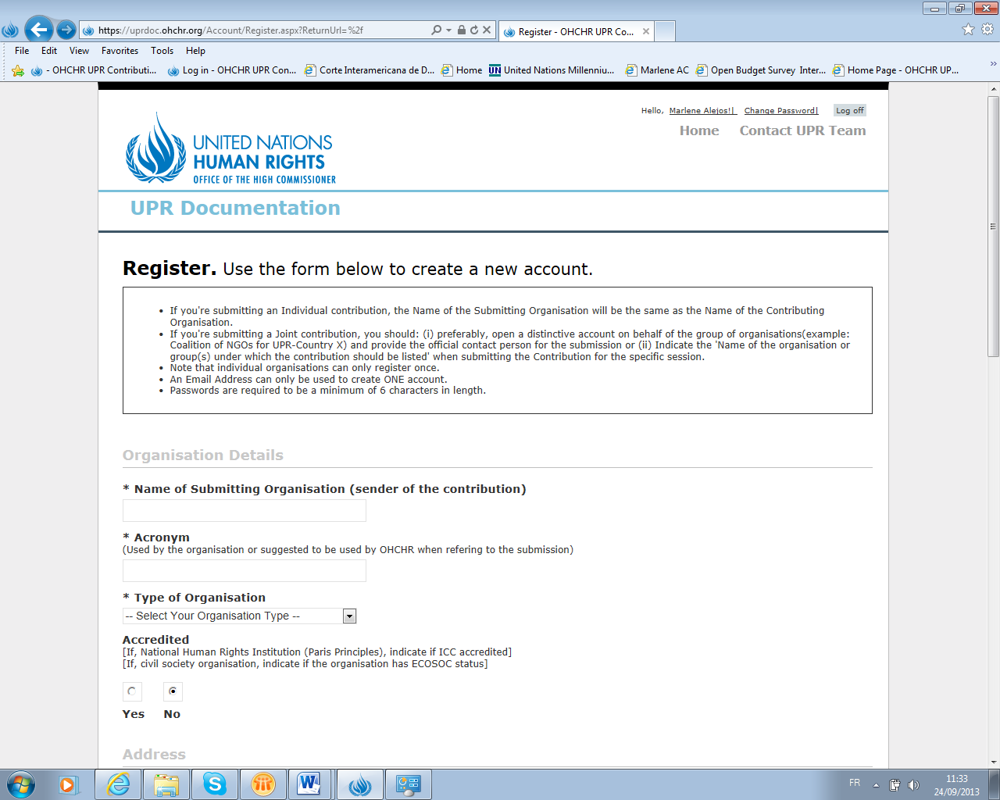 https://uprdoc.ohchr.org/Account/Register.aspx?ReturnUrl=%2f
Register - OHCHR UPR Co...
File Edit View Favorites Tools Help
- OHCHR UPR Contributi... Log in - OHCHR UPR Con... Corte Interamericana de D... Home UN United Nations Millenniu... Marlene AC Open Budget Survey Inter... Home Page - OHCHR UP... »
Hello, Marlene Alejos!| Change Password| Log off
Home Contact UPR Team
UNITED NATIONS
HUMAN RIGHTS
OFFICE OF THE HIGH COMMISSIONER
UPR Documentation
Register. Use the form below to create a new account.
• If you're submitting an Individual contribution, the Name of the Submitting Organisation will be the same as the Name of the Contributing
Organisation.
• If you're submitting a Joint contribution, you should: (i) preferably, open a distinctive account on behalf of the group of organisations(example:
Coalition of NGOs for UPR-Country X) and provide the official contact person for the submission or (ii) Indicate the 'Name of the organisation or
group(s) under which the contribution should be listed' when submitting the Contribution for the specific session.
• Note that individual organisations can only register once.
• An Email Address can only be used to create ONE account.
• Passwords are required to be a minimum of 6 characters in length.
Organisation Details
* Name of Submitting Organisation (sender of the contribution)
* Acronym
(Used by the organisation or suggested to be used by OHCHR when refering to the submission)
* Type of Organisation
-- Select Your Organisation Type --
Accredited
[If, National Human Rights Institution (Paris Principles), indicate if ICC accredited]
[If, civil society organisation, indicate if the organisation has ECOSOC status]
Yes No
Address
FR
11:33
24/09/2013